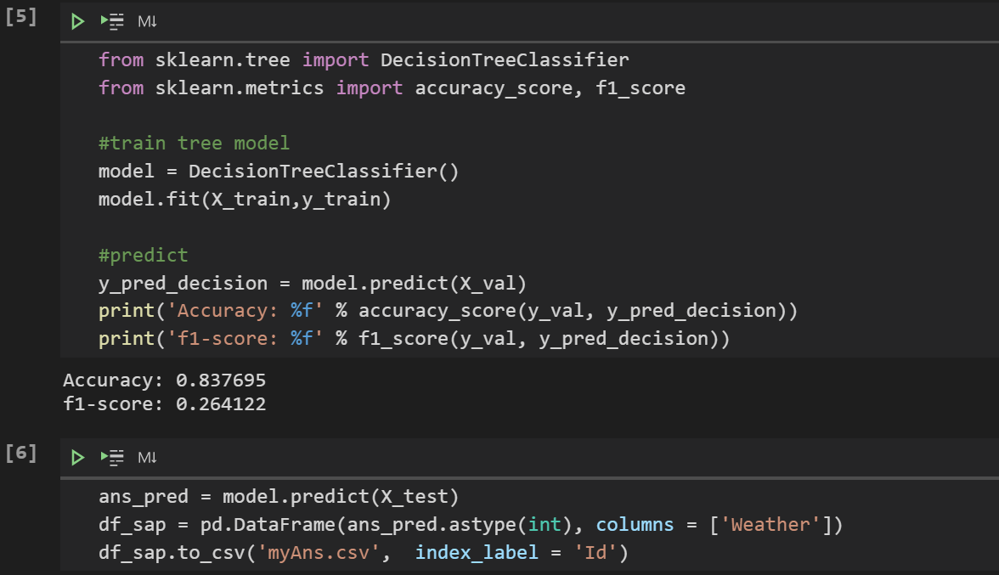 [5]
M↓
from sklearn.tree import DecisionTreeClassifier
from sklearn.metrics import accuracy_score, f1_score
#train tree model
model = DecisionTreeClassifier()
model.fit(X_train,y_train)
#predict
y_pred_decision = model.predict(X_val)
print('Accuracy: %f' % accuracy_score(y_val, y_pred_decision))
print('f1-score: %f' % f1_score(y_val, y_pred_decision))
Accuracy: 0.837695
f1-score: 0.264122
[6]
M↓
ans_pred = model.predict(X_test)
df_sap = pd.DataFrame(ans_pred.astype(int), columns = ['Weather'])
df_sap.to_csv('myAns.csv',  index_label = 'Id')